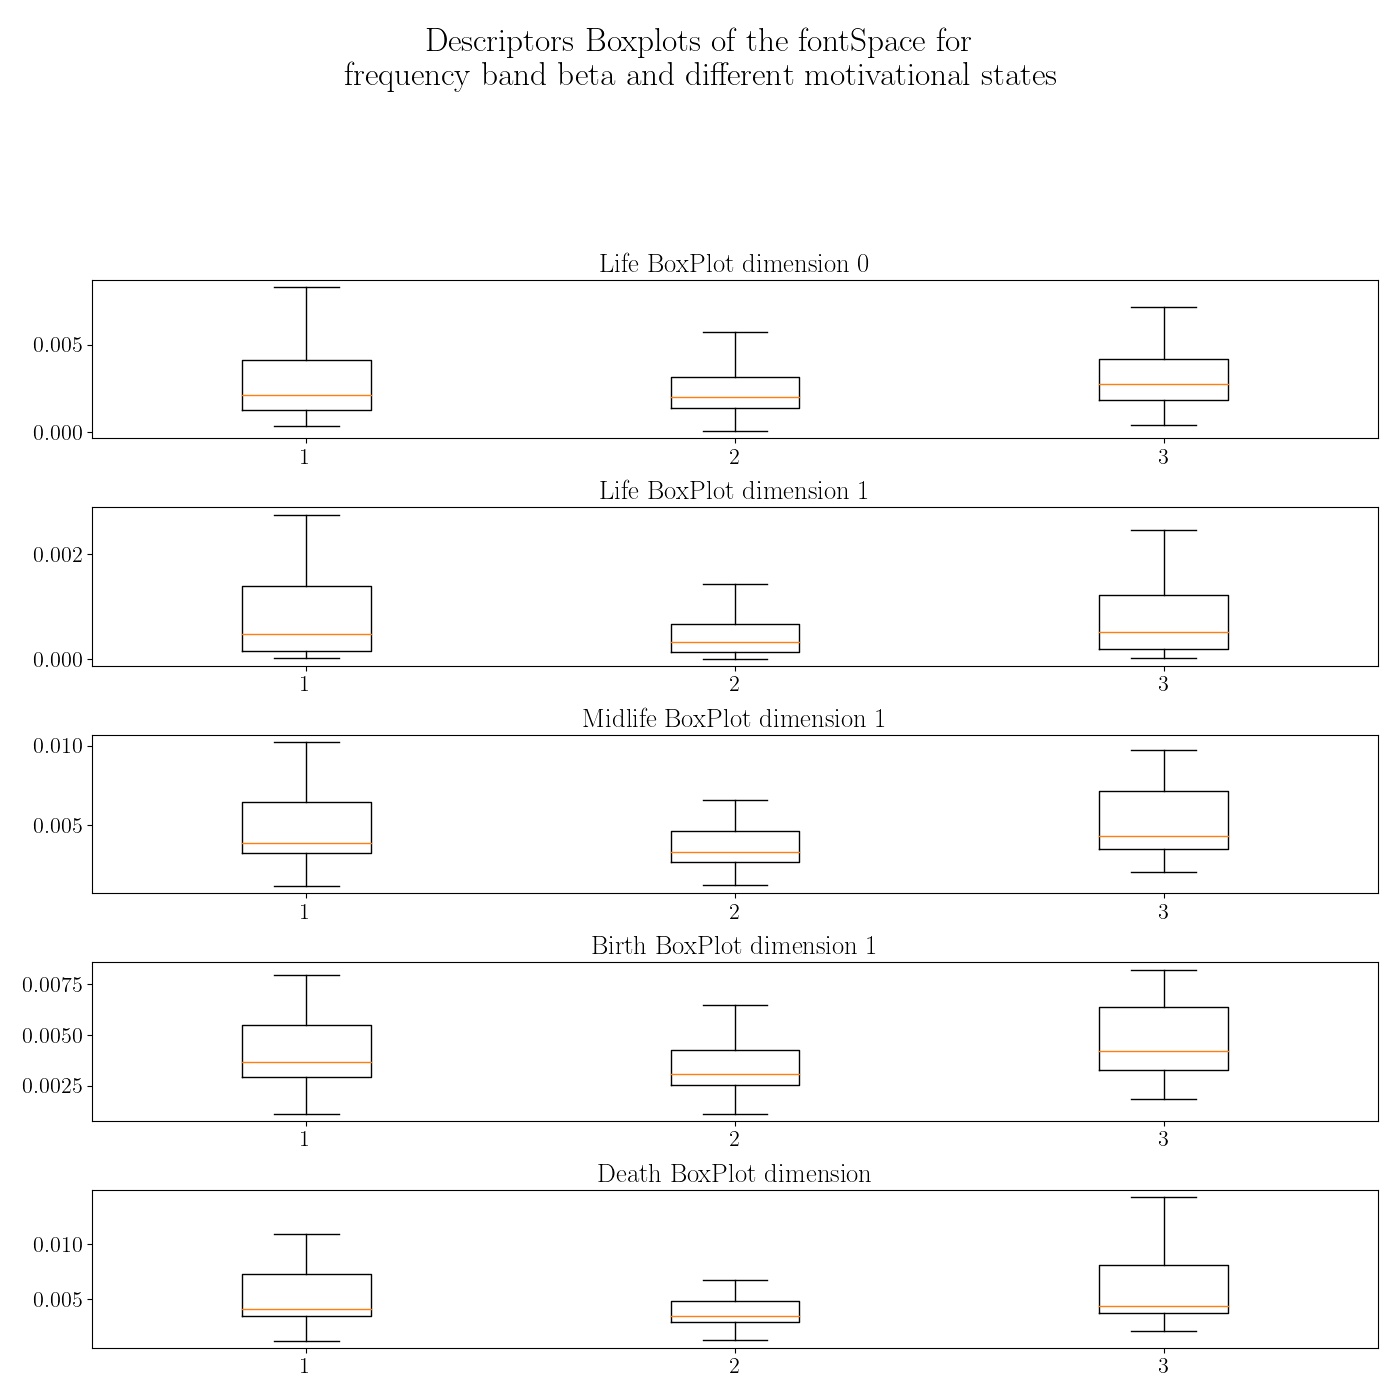 Descriptors Boxplots of the fontSpace for
frequency band beta and different motivational states
Life BoxPlot dimension 0
0.005
0.000
1 2 3
Life BoxPlot dimension 1
0.002
0.000
1 2 3
Midlife BoxPlot dimension 1
0.010
0.005
1 2 3
Birth BoxPlot dimension 1
0.0075
0.0050
0.0025
1 2 3
Death BoxPlot dimension
0.010
0.005
1 2 3